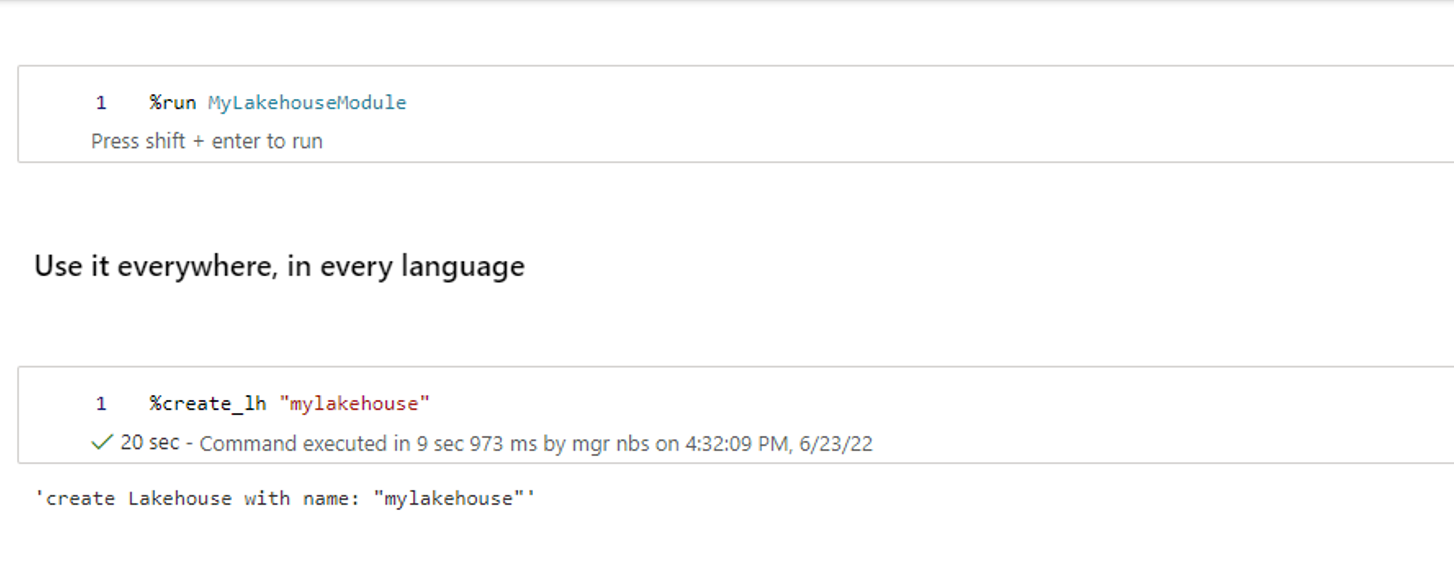 1 %run MyLakehouseModule
Press shift + enter to run
Use it everywhere, in every language
1 %create_lh "mylakehouse"
20 sec - Command executed in 9 sec 973 ms by mgr nbs on 4:32:09 PM, 6/23/22
'create Lakehouse with name: "mylakehouse"'